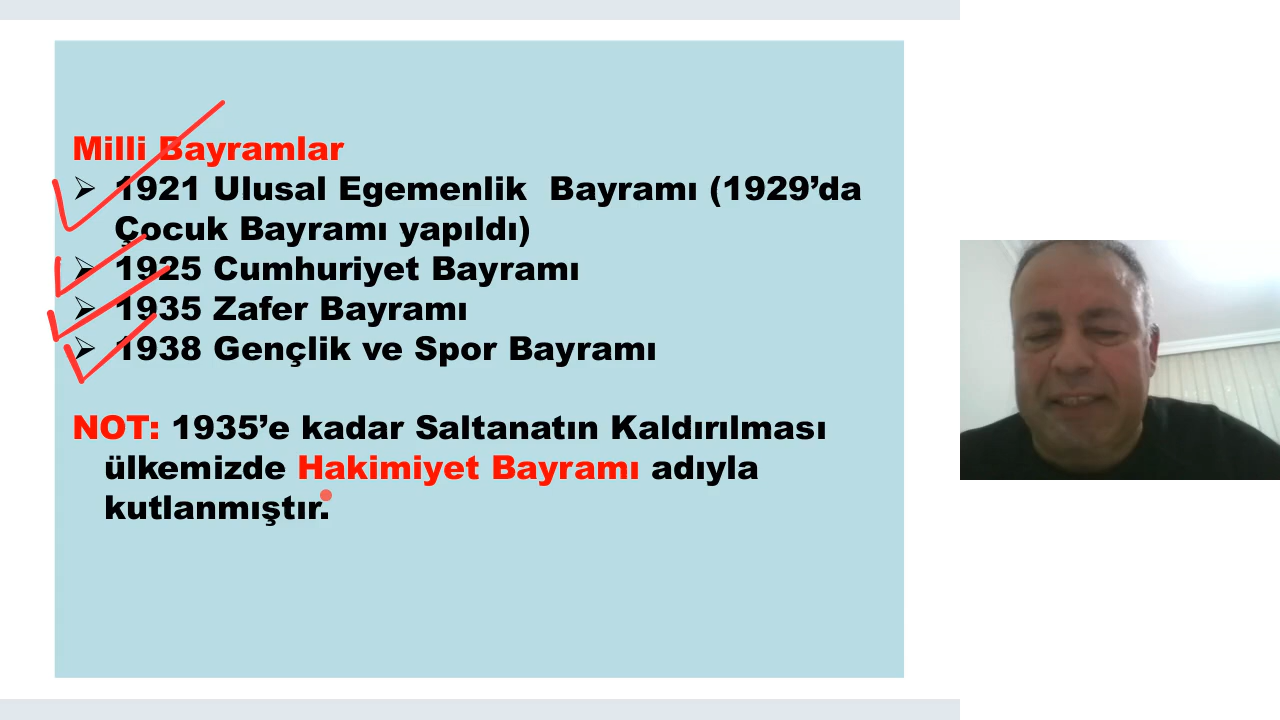 Milli Bayramlar
1921 Ulusal Egemenlik Bayramı (1929’da
Çocuk Bayramı yapıldı)
1925 Cumhuriyet Bayramı
1935 Zafer Bayramı
1938 Gençlik ve Spor Bayramı
NOT: 1935’e kadar Saltanatın Kaldırılması
ülkemizde Hakimiyet Bayramı adıyla
kutlanmıştır.